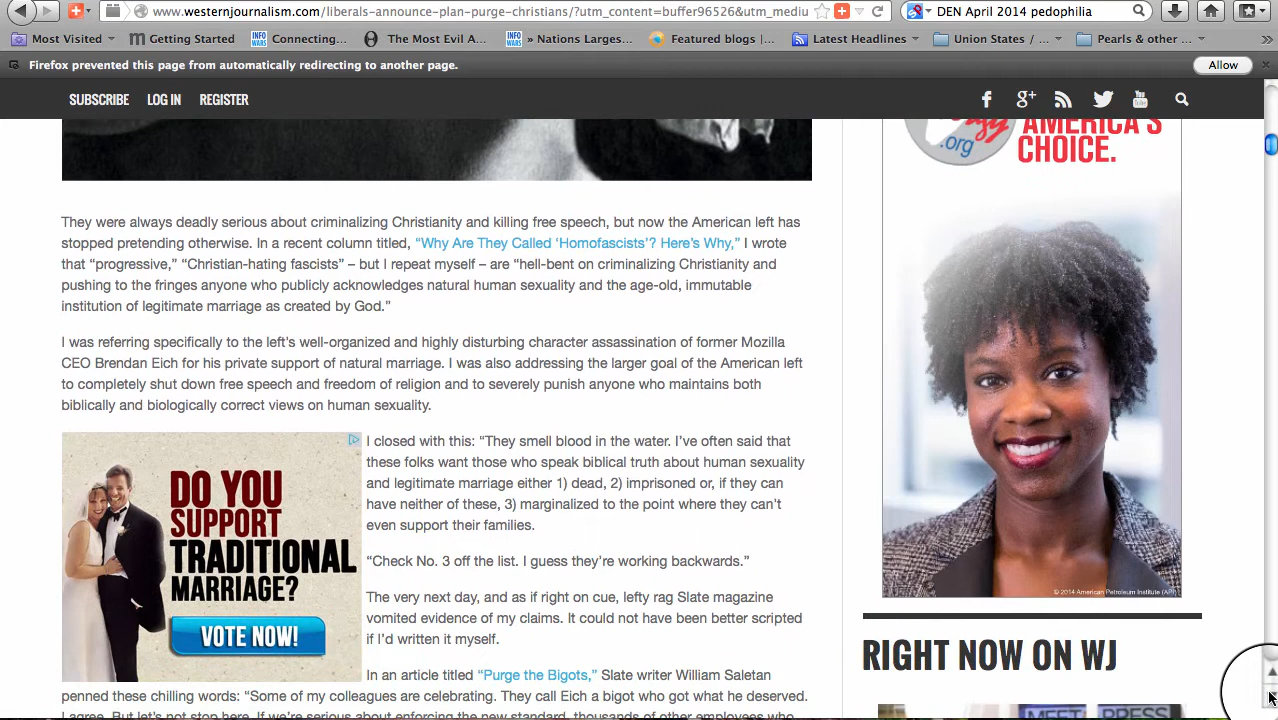 www.westernjournalism.com/liberals-announce-plan-purge-christians/?utm_content=buffer96526&utm_mediu
DEN April 2014 pedophilia
Most Visited
Getting Started
INFO WARS
Connecting...
The Most Evil A...
INFO WARS
» Nations Larges...
Featured blogs |...
Latest Headlines
Union States / ...
Pearls & other ...
Firefox prevented this page from automatically redirecting to another page.
Allow
SUBSCRIBE
LOG IN
REGISTER
You
AMERICA'S
CHOICE.
.org
They were always deadly serious about criminalizing Christianity and killing free speech, but now the American left has
stopped pretending otherwise. In a recent column titled, “Why Are They Called ‘Homofascists’? Here’s Why,” I wrote
that “progressive,” “Christian-hating fascists” – but I repeat myself – are “hell-bent on criminalizing Christianity and
pushing to the fringes anyone who publicly acknowledges natural human sexuality and the age-old, immutable
institution of legitimate marriage as created by God.”
I was referring specifically to the left’s well-organized and highly disturbing character assassination of former Mozilla
CEO Brendan Eich for his private support of natural marriage. I was also addressing the larger goal of the American left
to completely shut down free speech and freedom of religion and to severely punish anyone who maintains both
biblically and biologically correct views on human sexuality.
DO YOU
SUPPORT
TRADITIONAL
MARRIAGE?
VOTE NOW!
I closed with this: “They smell blood in the water. I’ve often said that
these folks want those who speak biblical truth about human sexuality
and legitimate marriage either 1) dead, 2) imprisoned or, if they can
have neither of these, 3) marginalized to the point where they can’t
even support their families.
“Check No. 3 off the list. I guess they’re working backwards.”
The very next day, and as if right on cue, lefty rag Slate magazine
vomited evidence of my claims. It could not have been better scripted
if I’d written it myself.
In an article titled “Purge the Bigots,” Slate writer William Saletan
penned these chilling words: “Some of my colleagues are celebrating. They call Eich a bigot who got what he deserved.
I agree. But let’s not stop here. If we’re serious about enforcing the new standard, thousands of other employees who
© 2014 American Petroleum Institute (API)
RIGHT NOW ON WJ
MEET
PRESS